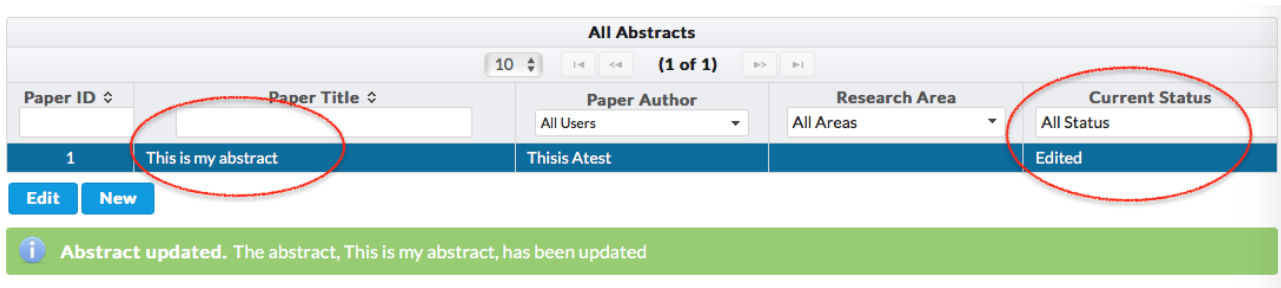 All Abstracts
10 (1 of 1)
Paper ID Paper Title Paper Author Research Area Current Status
All Users All Areas All Status
1 This is my abstract Thisis Atest Edited
Edit New
Abstract updated. The abstract, This is my abstract, has been updated